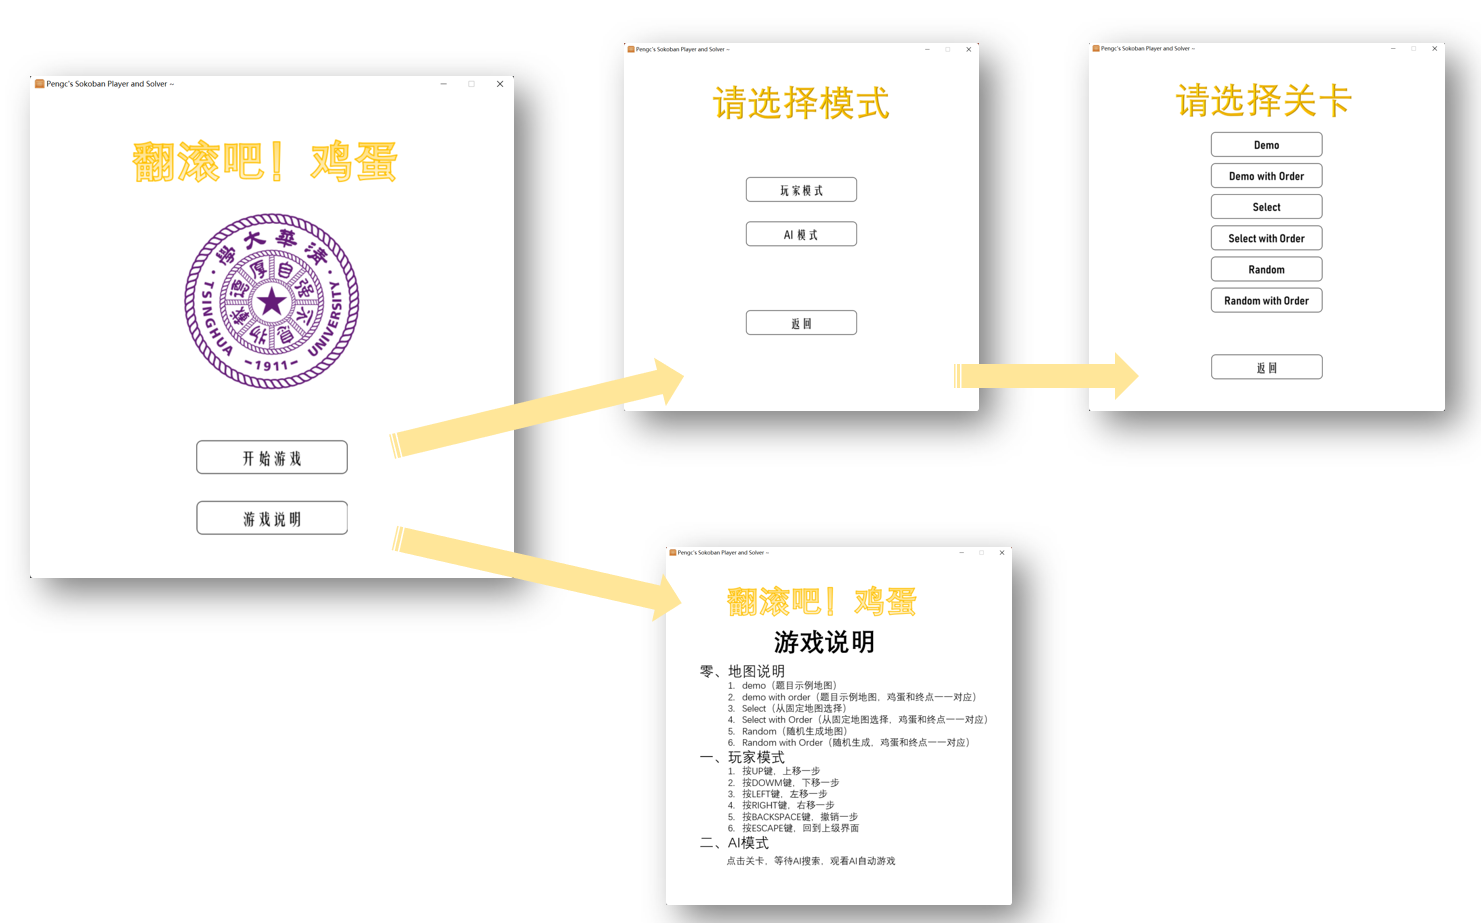 Pengc's Sokoban Player and Solver ~
翻滚吧！鸡蛋
學大華清
TSINGHUA UNIVERSITY
自强不息
厚德載物
-1911-
开始游戏
游戏说明
Pengc's Sokoban Player and Solver ~
请选择模式
玩家模式
AI 模式
返回
Pengc's Sokoban Player and Solver ~
请选择关卡
Demo
Demo with Order
Select
Select with Order
Random
Random with Order
返回
Pengc's Sokoban Player and Solver ~
翻滚吧！鸡蛋
游戏说明
零、地图说明
1. demo（题目示例地图）
2. demo with order（题目示例地图，鸡蛋和终点一一对应）
3. Select（从固定地图选择）
4. Select with Order（从固定地图选择，鸡蛋和终点一一对应）
5. Random（随机生成地图）
6. Random with Order（随机生成，鸡蛋和终点一一对应）
一、玩家模式
1. 按UP键，上移一步
2. 按DOWM键，下移一步
3. 按LEFT键，左移一步
4. 按RIGHT键，右移一步
5. 按BACKSPACE键，撤销一步
6. 按ESCAPE键，回到上级界面
二、AI模式
点击关卡，等待AI搜索，观看AI自动游戏